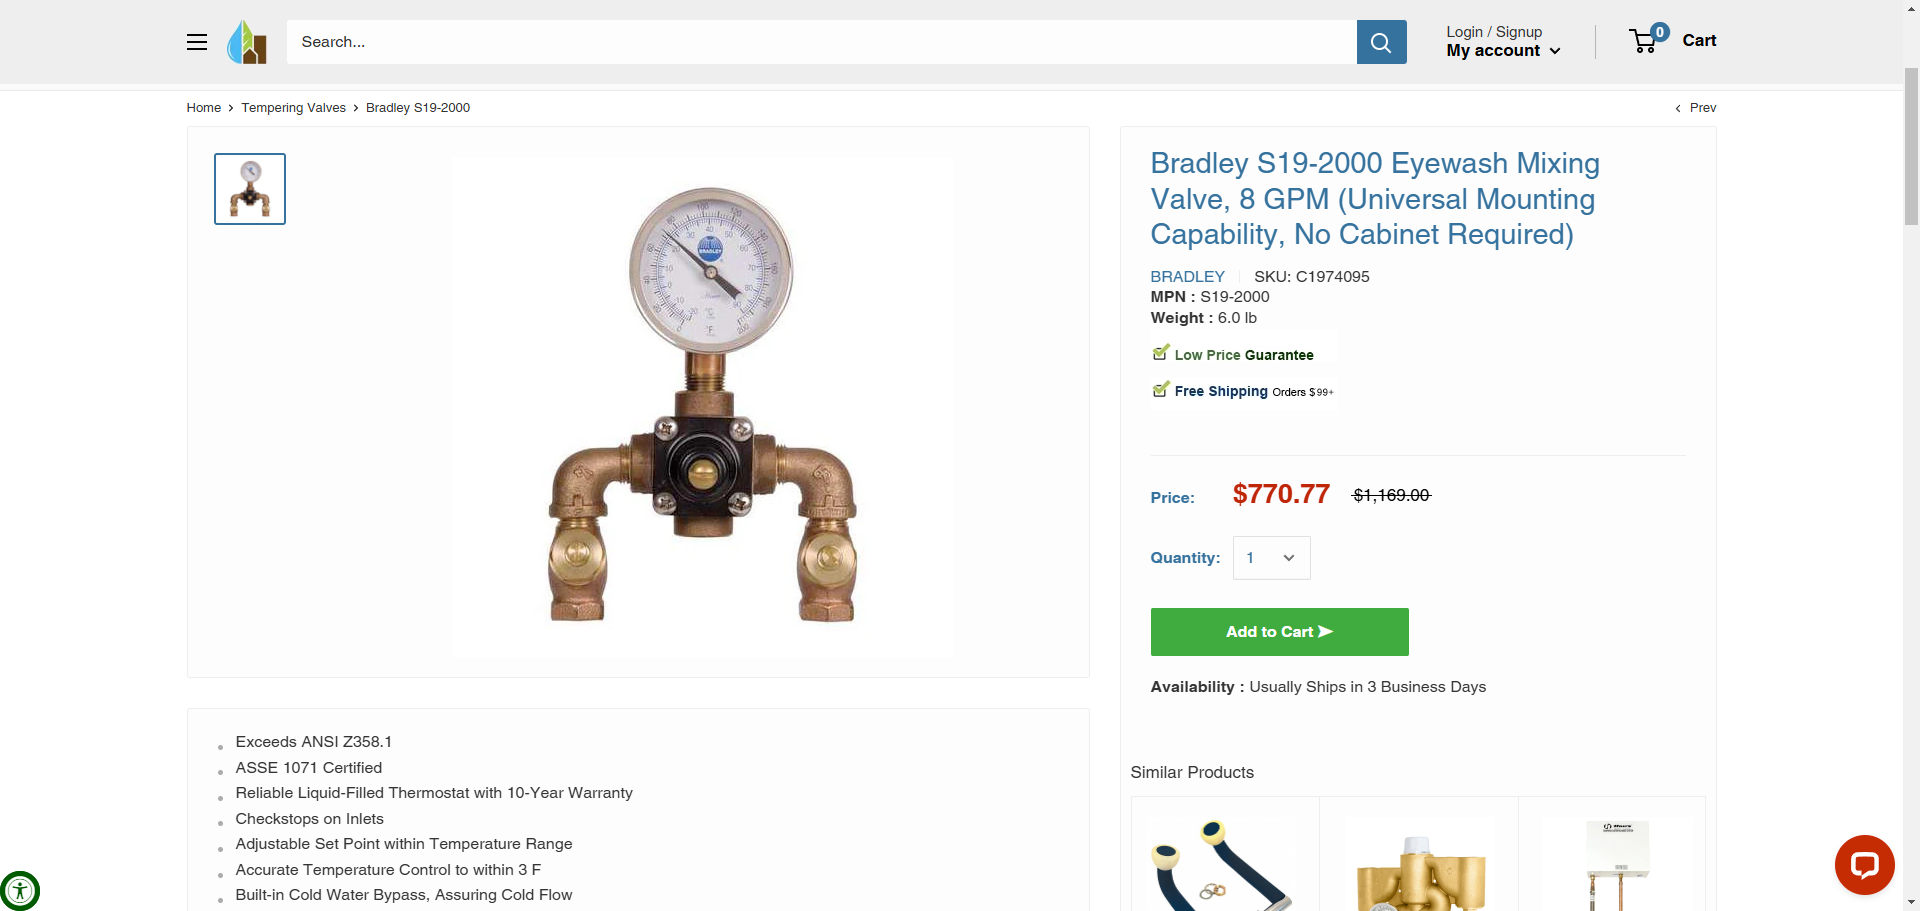 Search...
Login / Signup
My account
0
Cart
Home
Tempering Valves
Bradley S19-2000
Prev
Bradley S19-2000 Eyewash Mixing
Valve, 8 GPM (Universal Mounting
Capability, No Cabinet Required)
BRADLEY
SKU: C1974095
MPN : S19-2000
Weight : 6.0 lb
Low Price Guarantee
Free Shipping Orders $99+
Price:
$770.77
$1,169.00
Quantity:
1
Add to Cart
Availability : Usually Ships in 3 Business Days
BRADLEY
Exceeds ANSI Z358.1
ASSE 1071 Certified
Reliable Liquid-Filled Thermostat with 10-Year Warranty
Checkstops on Inlets
Adjustable Set Point within Temperature Range
Accurate Temperature Control to within 3 F
Built-in Cold Water Bypass, Assuring Cold Flow
Similar Products